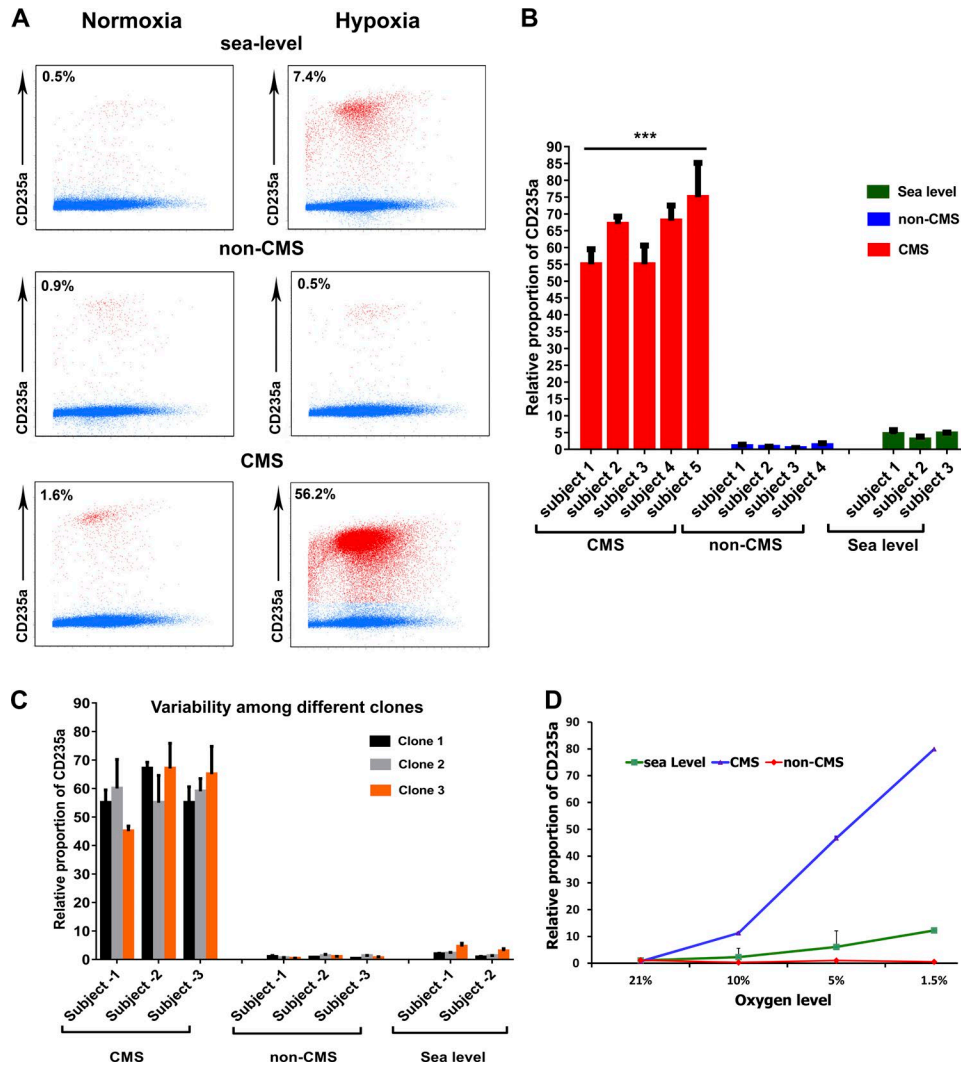 A
Normoxia Hypoxia
sea-level
0.5%
CD235a
7.4%
CD235a
non-CMS
0.9%
CD235a
0.5%
CD235a
CMS
1.6%
CD235a
56.2%
CD235a
B
***
Relative proportion of CD235a
90
85
80
75
70
65
60
55
50
45
40
35
30
25
20
15
10
5
0
Sea level
non-CMS
CMS
subject 1 subject 2 subject 3 subject 4 subject 5 subject 1 subject 2 subject 3 subject 4 subject 1 subject 2 subject 3
CMS non-CMS Sea level
C
Variability among different clones
Relative proportion of CD235a
90
80
70
60
50
40
30
20
10
0
Clone 1
Clone 2
Clone 3
Subject -1 Subject -2 Subject -3 Subject -1 Subject -2 Subject -3 Subject -1 Subject -2
CMS non-CMS Sea level
D
Relative proportion of CD235a
90
80
70
60
50
40
30
20
10
0
sea Level CMS non-CMS
21% 10% 5% 1.5%
Oxygen level